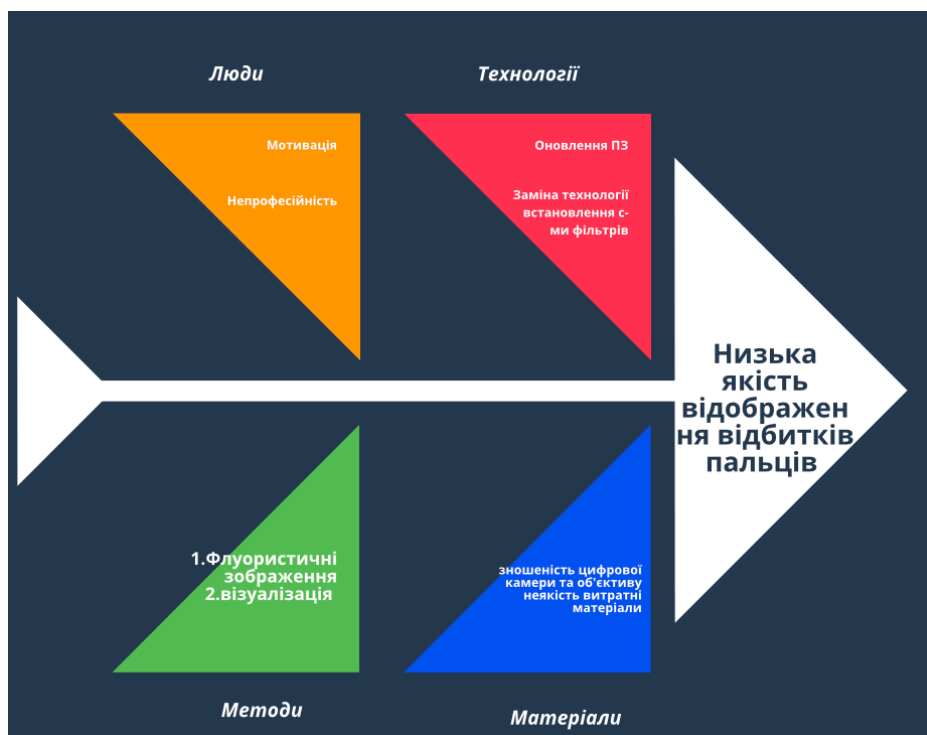 Люди
Технології
Мотивація
Непрофесійність
Оновлення ПЗ
Заміна технології
встановлення с-
ми фільтрів
Низька
якість
відображен
ня відбитків
пальців
1.Флуористичні
зображення
2.візуалізація
зношеність цифрової
камери та об'єктиву
неякість витратні
матеріали
Методи
Матеріали